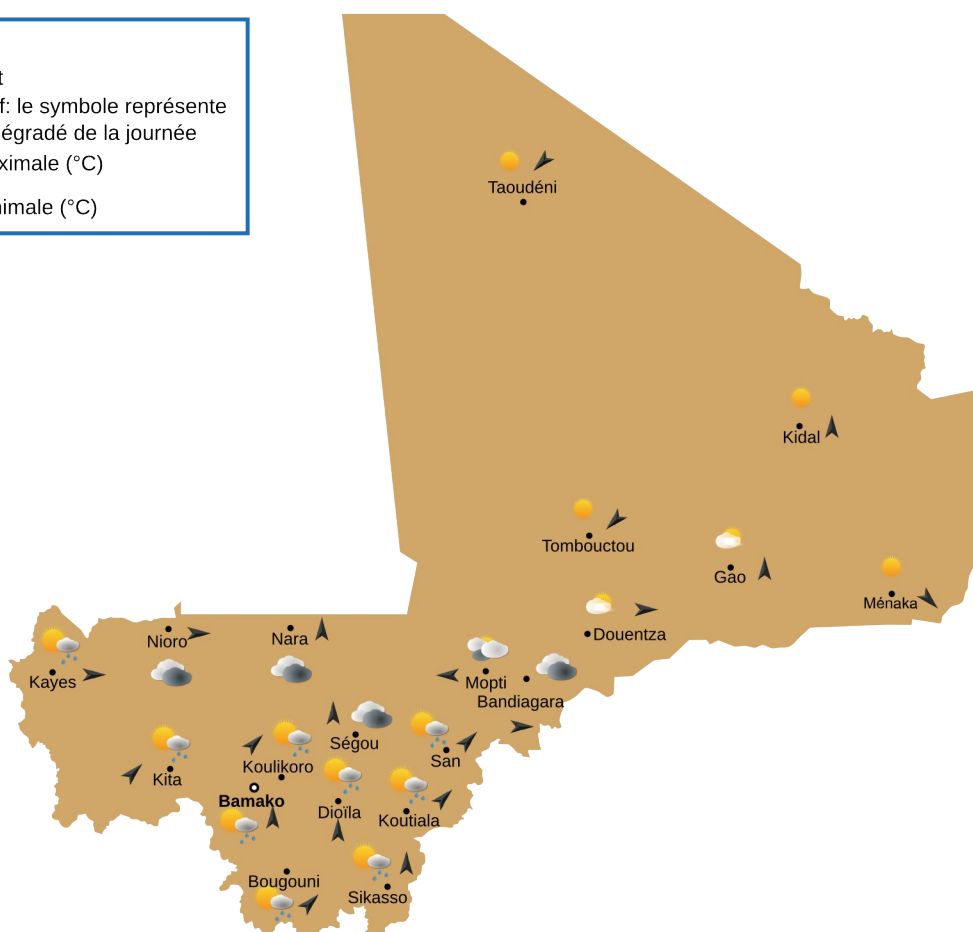 t
f: le symbole représente
égradé de la journée
ximale (°C)
nimale (°C)
Taoudéni
Kidal
Tombouctou
Gao
Ménaka
Douentza
Nioro
Nara
Kayes
Mopti
Bandiagara
Ségou
San
Koulikoro
Kita
Bamako
Dioïla
Koutiala
Bougouni
Sikasso